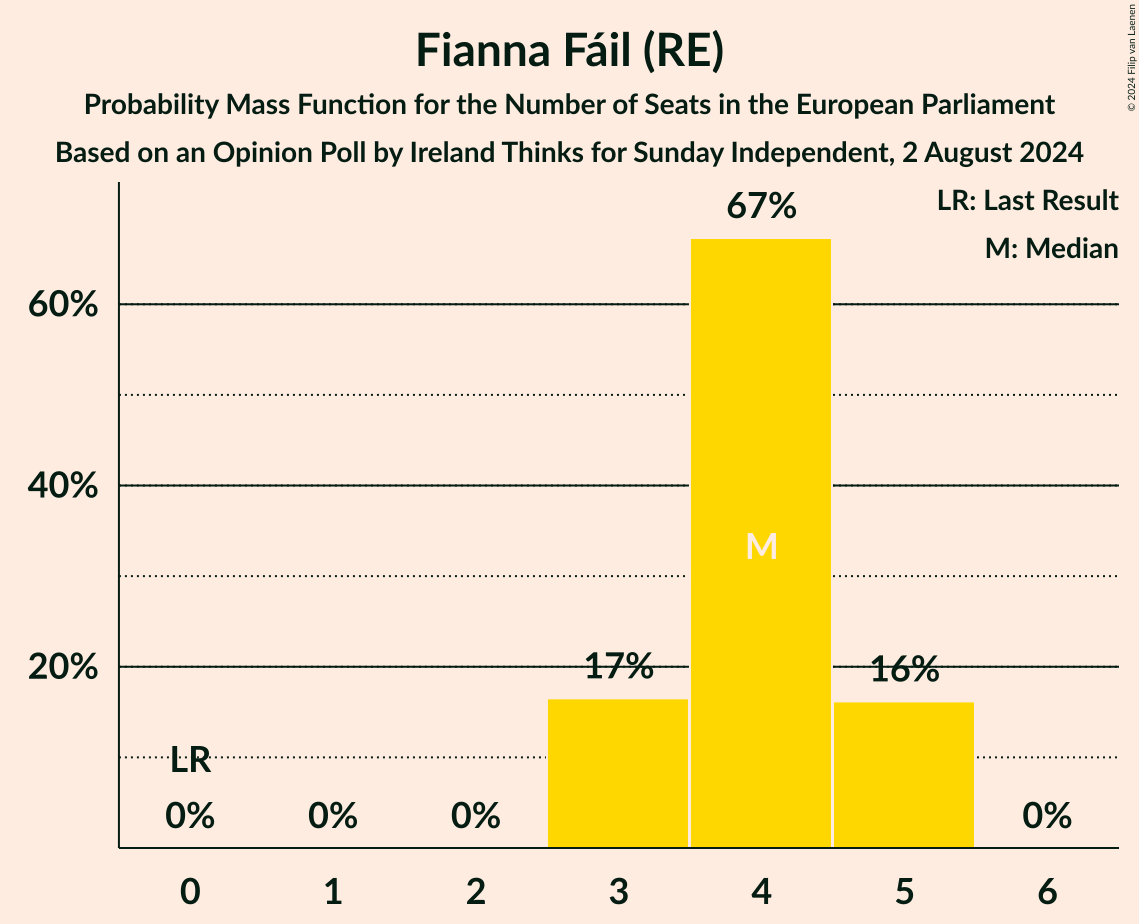 Fianna Fáil (RE)
Probability Mass Function for the Number of Seats in the European Parliament
Based on an Opinion Poll by Ireland Thinks for Sunday Independent, 2 August 2024
© 2024 Filip van Laenen
LR: Last Result
M: Median
67%
60%
40%
M
20%
17%
16%
LR
0%
0%
0%
0%
0
1
2
3
4
5
6